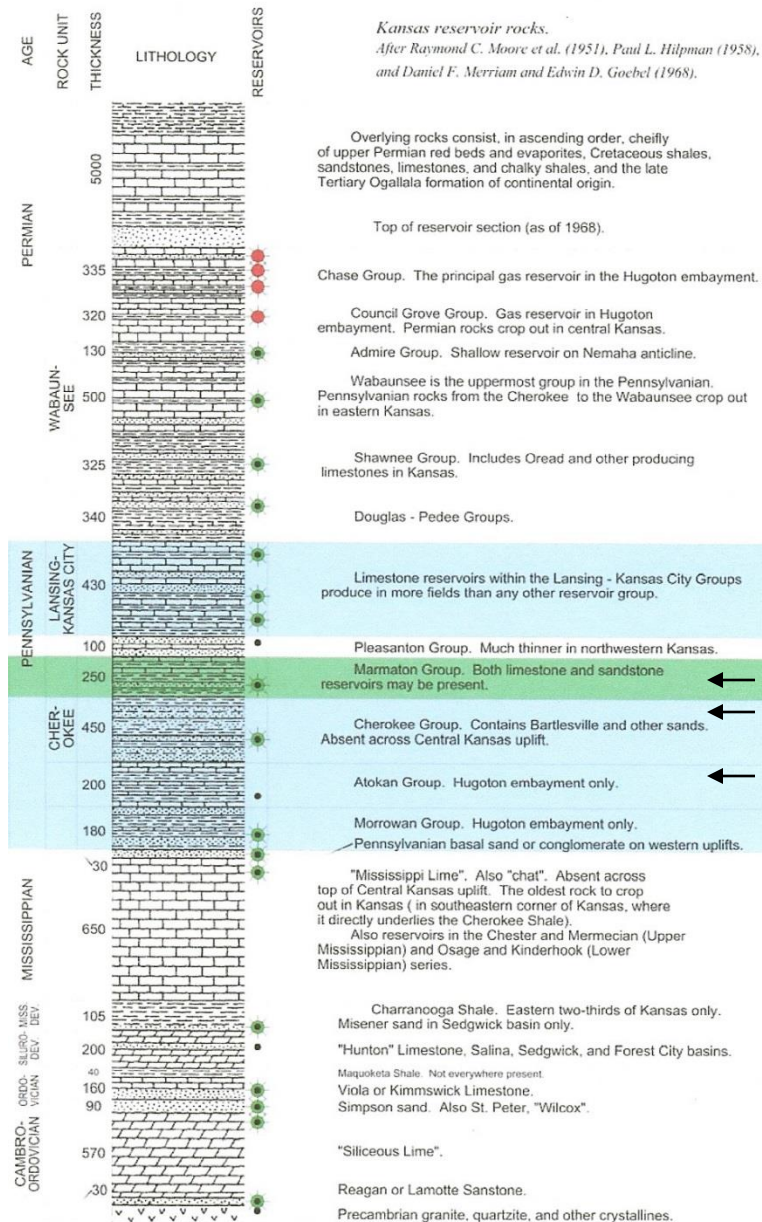 Kansas reservoir rocks.
After Raymond C. Moore et al. (1951), Paul L. Hilpman (1958),
and Daniel F. Merriam and Edwin D. Goebel (1968).
AGE
ROCK UNIT
THICKNESS
LITHOLOGY
RESERVOIRS
Overlying rocks consist, in ascending order, cheifly
of upper Permian red beds and evaporites, Cretaceous shales,
sandstones, limestones, and chalky shales, and the late
Tertiary Ogallala formation of continental origin.
5000
Top of reservoir section (as of 1968).
PERMIAN
335
Chase Group. The principal gas reservoir in the Hugoton embayment.
320
Council Grove Group. Gas reservoir in Hugoton
embayment. Permian rocks crop out in central Kansas.
130
Admire Group. Shallow reservoir on Nemaha anticline.
WABAUN-
SEE
500
Wabaunsee is the uppermost group in the Pennsylvanian.
Pennsylvanian rocks from the Cherokee to the Wabaunsee crop out
in eastern Kansas.
325
Shawnee Group. Includes Oread and other producing
limestones in Kansas.
340
Douglas - Pedee Groups.
PENNSYLVANIAN
LANSING-
KANSAS CITY
430
Limestone reservoirs within the Lansing - Kansas City Groups
produce in more fields than any other reservoir group.
100
Pleasanton Group. Much thinner in northwestern Kansas.
250
Marmaton Group. Both limestone and sandstone
reservoirs may be present.
CHER-
OKEE
450
Cherokee Group. Contains Bartlesville and other sands.
Absent across Central Kansas uplift.
200
Atokan Group. Hugoton embayment only.
180
Morrowan Group. Hugoton embayment only.
Pennsylvanian basal sand or conglomerate on western uplifts.
30
MISSISSIPPIAN
650
"Mississippi Lime". Also "chat". Absent across
top of Central Kansas uplift. The oldest rock to crop
out in Kansas ( in southeastern corner of Kansas, where
it directly underlies the Cherokee Shale).
Also reservoirs in the Chester and Mermecian (Upper
Mississippian) and Osage and Kinderhook (Lower
Mississippian) series.
MISS.
DEV.
105
Charranooga Shale. Eastern two-thirds of Kansas only.
Misener sand in Sedgwick basin only.
SILURO-
DEV.
200
"Hunton" Limestone, Salina, Sedgwick, and Forest City basins.
40
Maquoketa Shale. Not everywhere present.
ORDO-
VICIAN
160
Viola or Kimmswick Limestone.
90
Simpson sand. Also St. Peter, "Wilcox".
CAMBRO-
ORDOVICIAN
570
"Siliceous Lime".
30
Reagan or Lamotte Sanstone.
Precambrian granite, quartzite, and other crystallines.